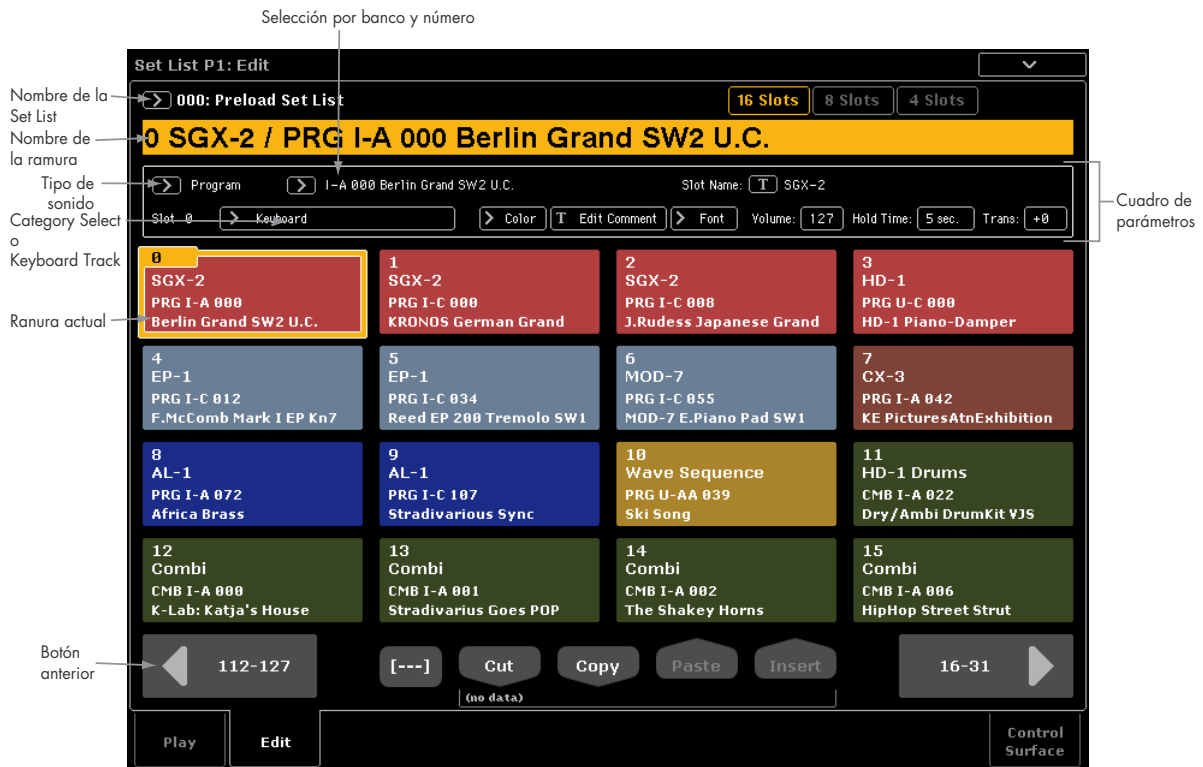 Selección por banco y número
Set List P1: Edit
Nombre de la
Set List
000: Preload Set List
16 Slots
8 Slots
4 Slots
Nombre de
la ramura
0 SGX-2 / PRG I-A 000 Berlin Grand SW2 U.C.
Tipo de
sonido
Program
I-A 000 Berlin Grand SW2 U.C.
Slot Name:
T
SGX-2
Cuadro de
parámetros
Category Select
o
Keyboard Track
Slot 0
Keyboard
Color
T Edit Comment
Font
Volume: 127
Hold Time: 5 sec.
Trans: +0
Ranura actual
0
SGX-2
PRG I-A 000
Berlin Grand SW2 U.C.
1
SGX-2
PRG I-C 000
KRONOS German Grand
2
SGX-2
PRG I-C 008
J.Rudess Japanese Grand
3
HD-1
PRG U-C 000
HD-1 Piano-Damper
4
EP-1
PRG I-C 012
F.McComb Mark I EP Kn7
5
EP-1
PRG I-C 034
Reed EP 200 Tremolo SW1
6
MOD-7
PRG I-C 055
MOD-7 E.Piano Pad SW1
7
CX-3
PRG I-A 042
KE PicturesAtnExhibition
8
AL-1
PRG I-A 072
Africa Brass
9
AL-1
PRG I-C 107
Stradivarious Sync
10
Wave Sequence
PRG U-AA 039
Ski Song
11
HD-1 Drums
CMB I-A 022
Dry/Ambi DrumKit VJS
12
Combi
CMB I-A 000
K-Lab: Katja's House
13
Combi
CMB I-A 001
Stradivarius Goes POP
14
Combi
CMB I-A 002
The Shakey Horns
15
Combi
CMB I-A 006
HipHop Street Strut
Botón
anterior
112-127
[---]
Cut
Copy
Paste
Insert
(no data)
16-31
Play
Edit
Control
Surface